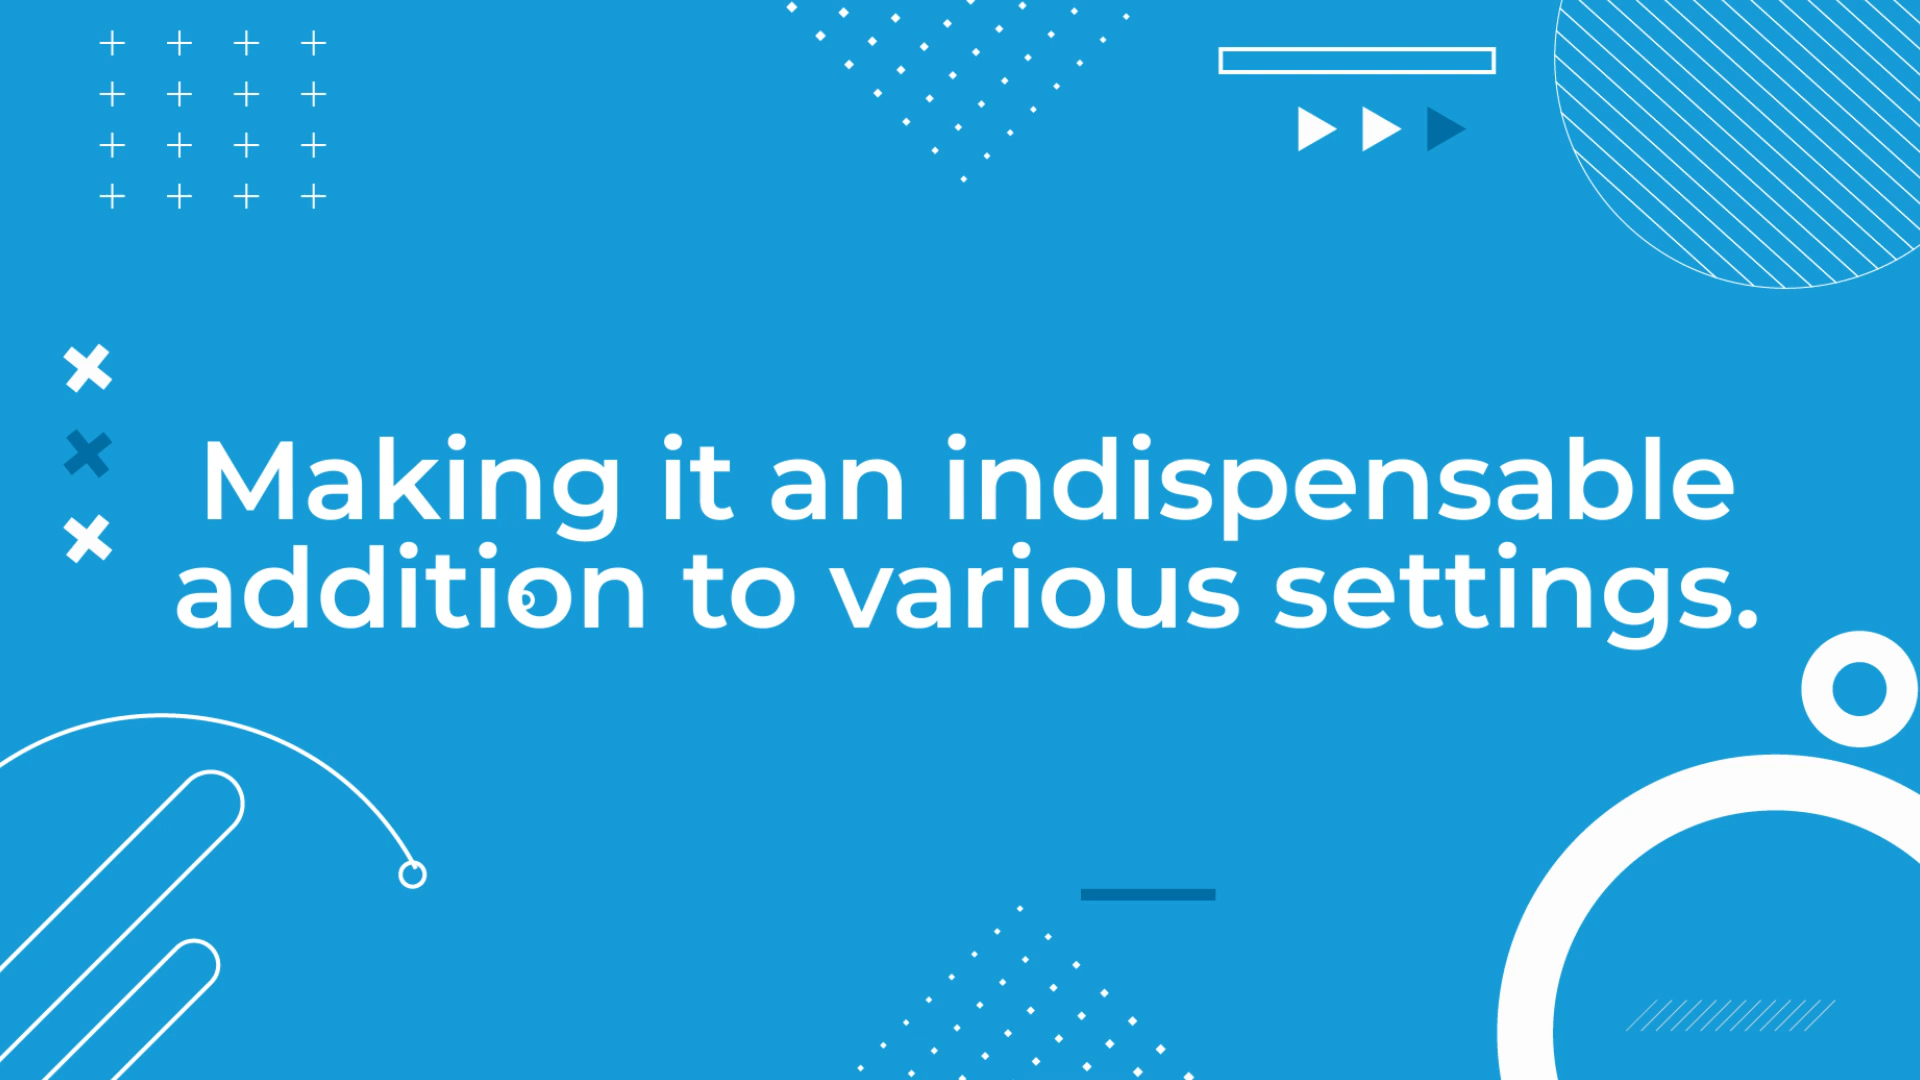 Making it an indispensable
addition to various settings.